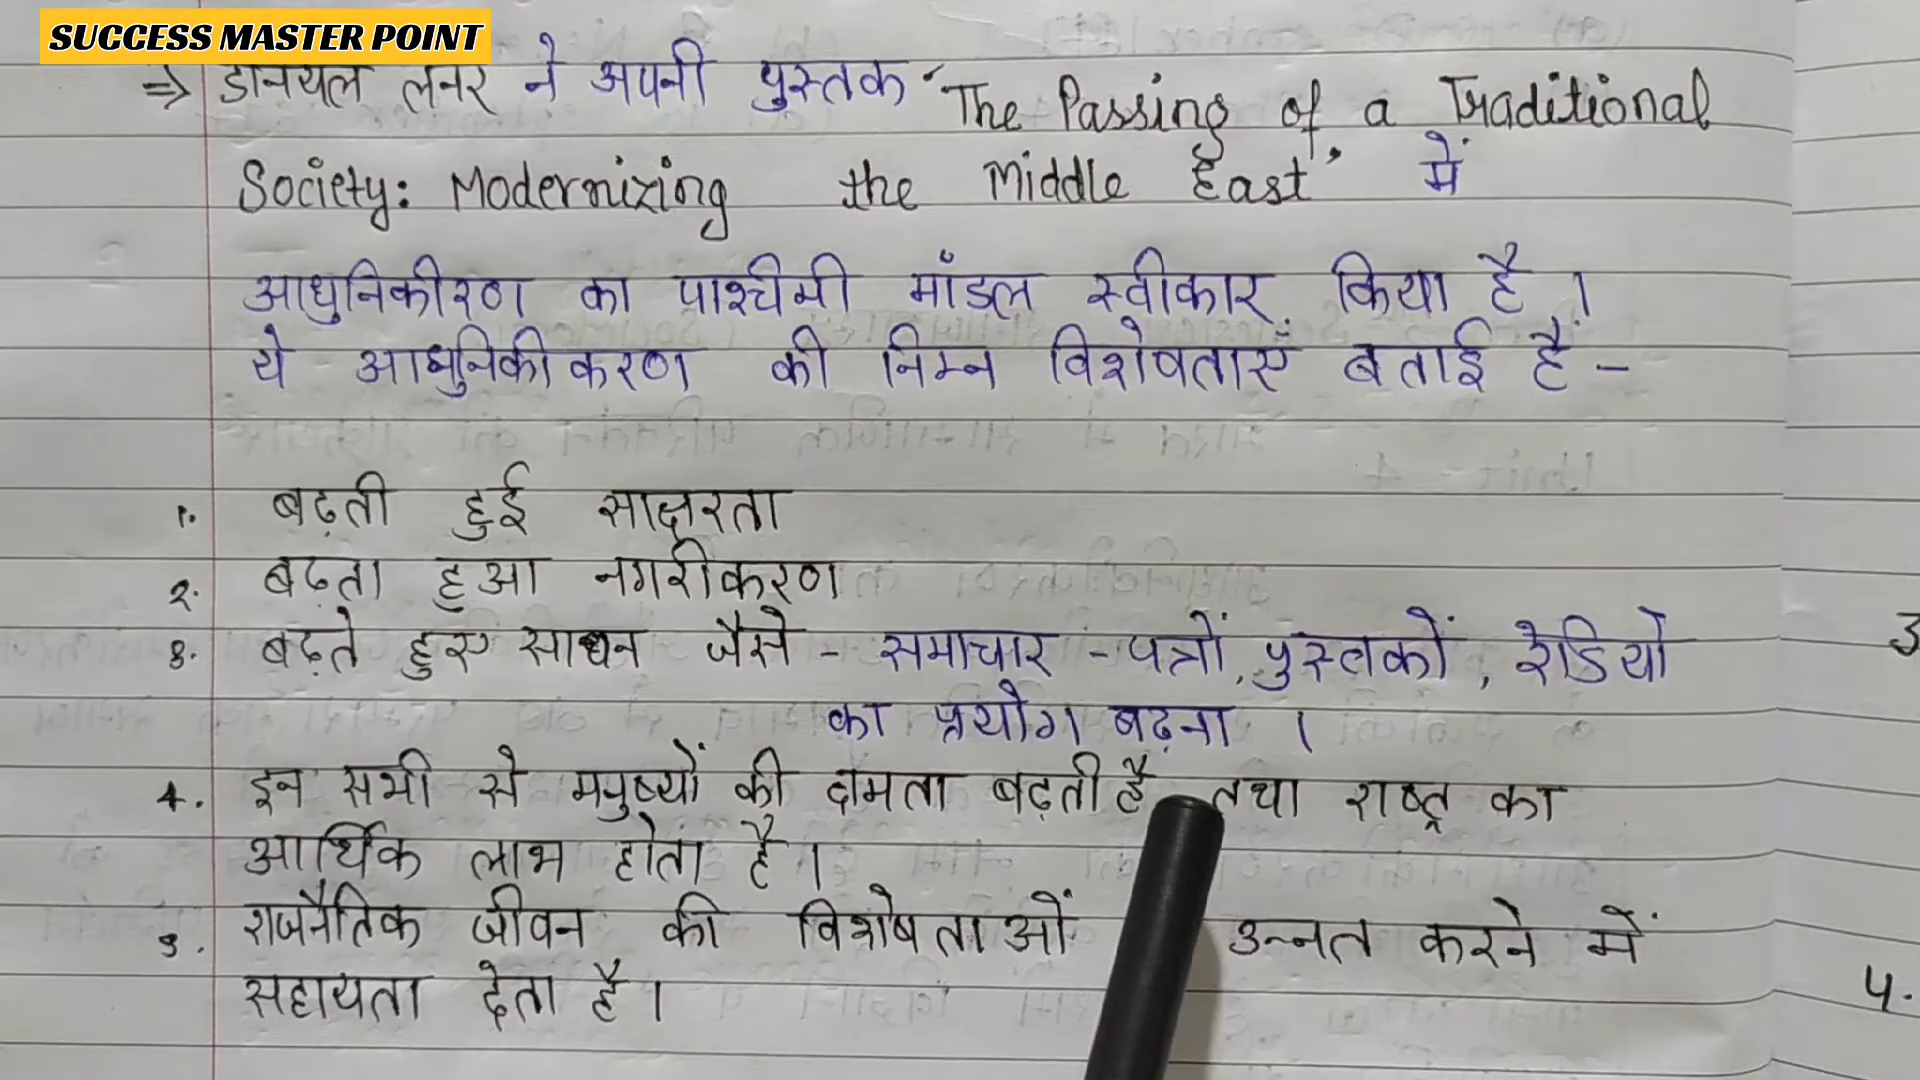 SUCCESS MASTER POINT
⇒ डेनियल लर्नर ने अपनी पुस्तक 'The Passing of a Traditional
Society: Modernizing the Middle East' में
आधुनिकीरण का पाश्चीमी मॉडल स्वीकार किया है ।
ये आधुनिकीकरण की निम्न विशेषताएँ बताई हैं –
1. बढ़ती हुई साक्षरता
2. बढ़ता हुआ नगरीकरण
3. बढ़ते हुए साधन जैसे - समाचार - पत्रों, पुस्तकों, रेडियो
का प्रयोग बढ़ना ।
4. इन सभी से मनुष्यों की क्षमता बढ़ती है तथा राष्ट्र का
आर्थिक लाभ होता है ।
5. राजनैतिक जीवन की विशेषताओं उन्नत करने में
सहायता देता है ।
3
4.